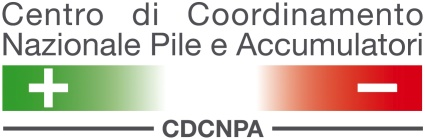 Centro di Coordinamento
Nazionale Pile e Accumulatori
+ −
CDCNPA